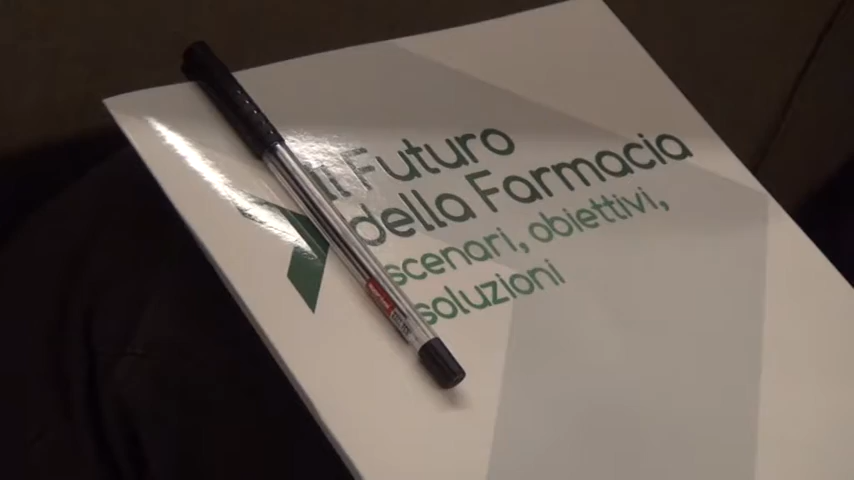 Il Futuro
della Farmacia
scenari, obiettivi,
soluzioni